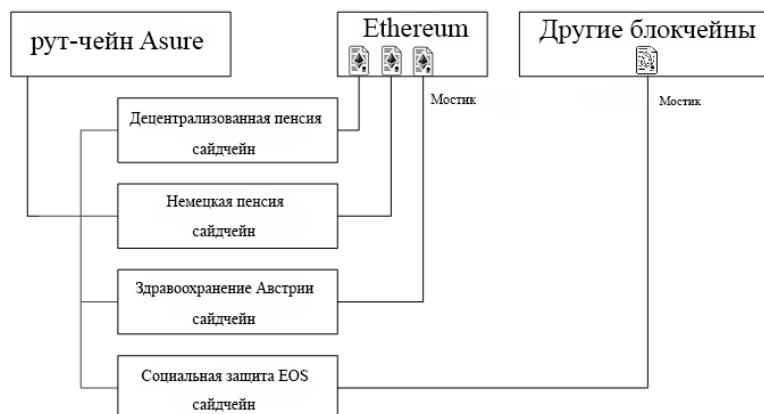 рут-чейн Asure
Ethereum
Другие блокчейны
Мостик
Мостик
Децентрализованная пенсия
сайдчейн
Немецкая пенсия
сайдчейн
Здравоохранение Австрии
сайдчейн
Социальная защита EOS
сайдчейн